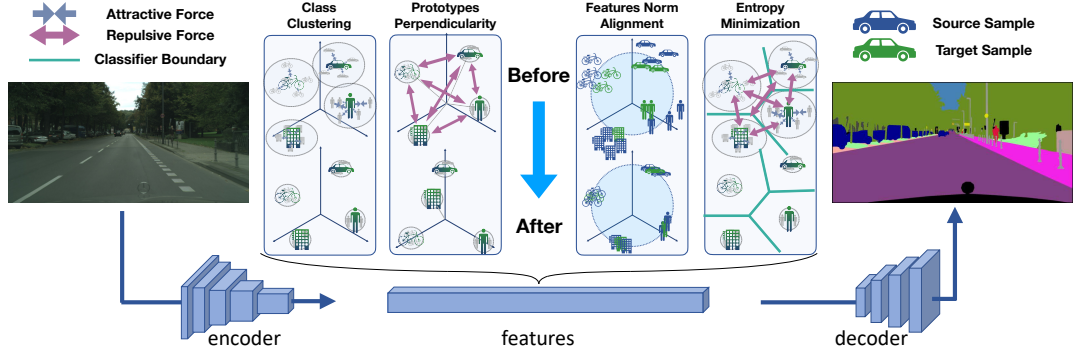 Attractive Force
Repulsive Force
Classifier Boundary
Class
Clustering
Prototypes
Perpendicularity
Features Norm
Alignment
Entropy
Minimization
Source Sample
Target Sample
Before
After
encoder
features
decoder